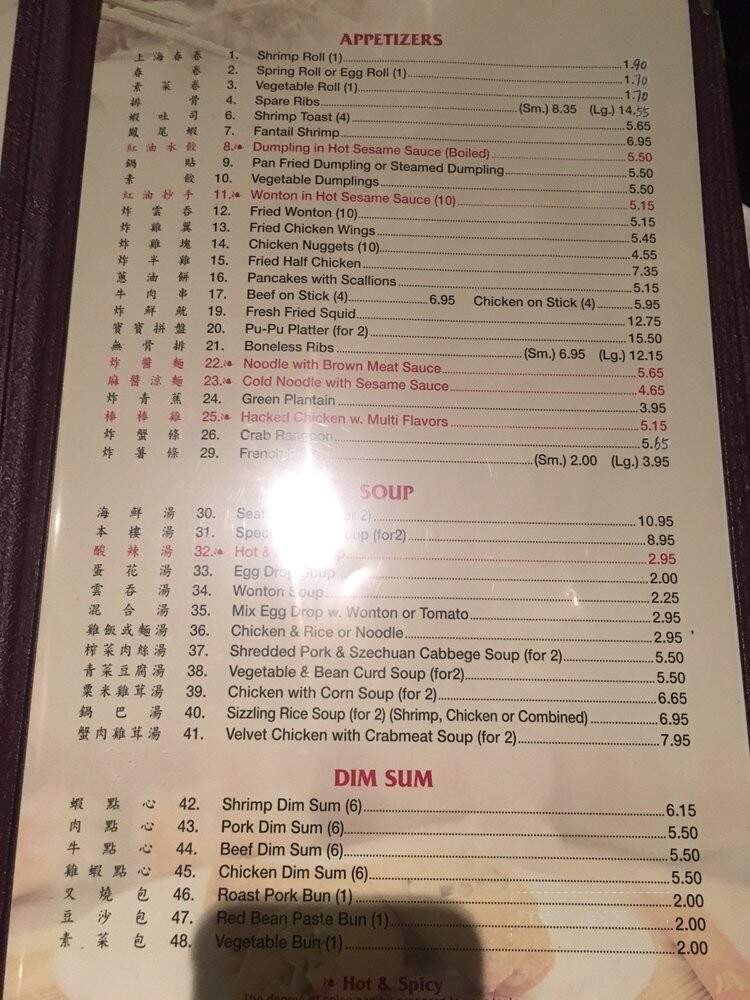 APPETIZERS
上海春卷 1. Shrimp Roll (1) 1.90
春卷 2. Spring Roll or Egg Roll (1) 1.70
素菜卷 3. Vegetable Roll (1) 1.70
排骨 4. Spare Ribs (Sm.) 8.35 (Lg.) 14.55
蝦吐司 6. Shrimp Toast (4) 5.65
鳳尾蝦 7. Fantail Shrimp 6.95
紅油水餃 8. Dumpling in Hot Sesame Sauce (Boiled) 5.50
鍋貼 9. Pan Fried Dumpling or Steamed Dumpling 5.50
素餃 10. Vegetable Dumplings 5.50
紅油抄手 11. Wonton in Hot Sesame Sauce (10) 5.15
炸雲吞 12. Fried Wonton (10) 5.15
炸雞翼 13. Fried Chicken Wings 5.45
炸雞塊 14. Chicken Nuggets (10) 4.55
炸半雞 15. Fried Half Chicken 7.35
蔥油餅 16. Pancakes with Scallions 5.15
牛肉串 17. Beef on Stick (4) 6.95 Chicken on Stick (4) 5.95
炸鮮魷 19. Fresh Fried Squid 12.75
寶寶拼盤 20. Pu-Pu Platter (for 2) 15.50
無骨排 21. Boneless Ribs (Sm.) 6.95 (Lg.) 12.15
炸醬麵 22. Noodle with Brown Meat Sauce 5.65
麻醬涼麵 23. Cold Noodle with Sesame Sauce 4.65
炸青蕉 24. Green Plantain 3.95
棒棒雞 25. Hacked Chicken w. Multi Flavors 5.15
炸蟹條 26. Crab Rangoon 5.65
炸薯條 29. French (Sm.) 2.00 (Lg.) 3.95
SOUP
海鮮湯 30. 2) 10.95
本樓湯 31. (for2) 8.95
酸辣湯 32. Hot & 2.95
蛋花湯 33. Egg Drop Soup 2.00
雲吞湯 34. Wonton Soup 2.25
混合湯 35. Mix Egg Drop w. Wonton or Tomato 2.95
雞飯或麵湯 36. Chicken & Rice or Noodle 2.95
榨菜肉絲湯 37. Shredded Pork & Szechuan Cabbege Soup (for 2) 5.50
青菜豆腐湯 38. Vegetable & Bean Curd Soup (for2) 5.50
粟米雞茸湯 39. Chicken with Corn Soup (for 2) 6.65
鍋巴湯 40. Sizzling Rice Soup (for 2) (Shrimp, Chicken or Combined) 6.95
蟹肉雞茸湯 41. Velvet Chicken with Crabmeat Soup (for 2) 7.95
DIM SUM
蝦點心 42. Shrimp Dim Sum (6) 6.15
肉點心 43. Pork Dim Sum (6) 5.50
牛點心 44. Beef Dim Sum (6) 5.50
雞蝦點心 45. Chicken Dim Sum (6) 5.50
叉燒包 46. Roast Pork Bun (1) 2.00
豆沙包 47. Red Bean Paste Bun (1) 2.00
素菜包 48. Vegetable Bun (1) 2.00
Hot & Spicy